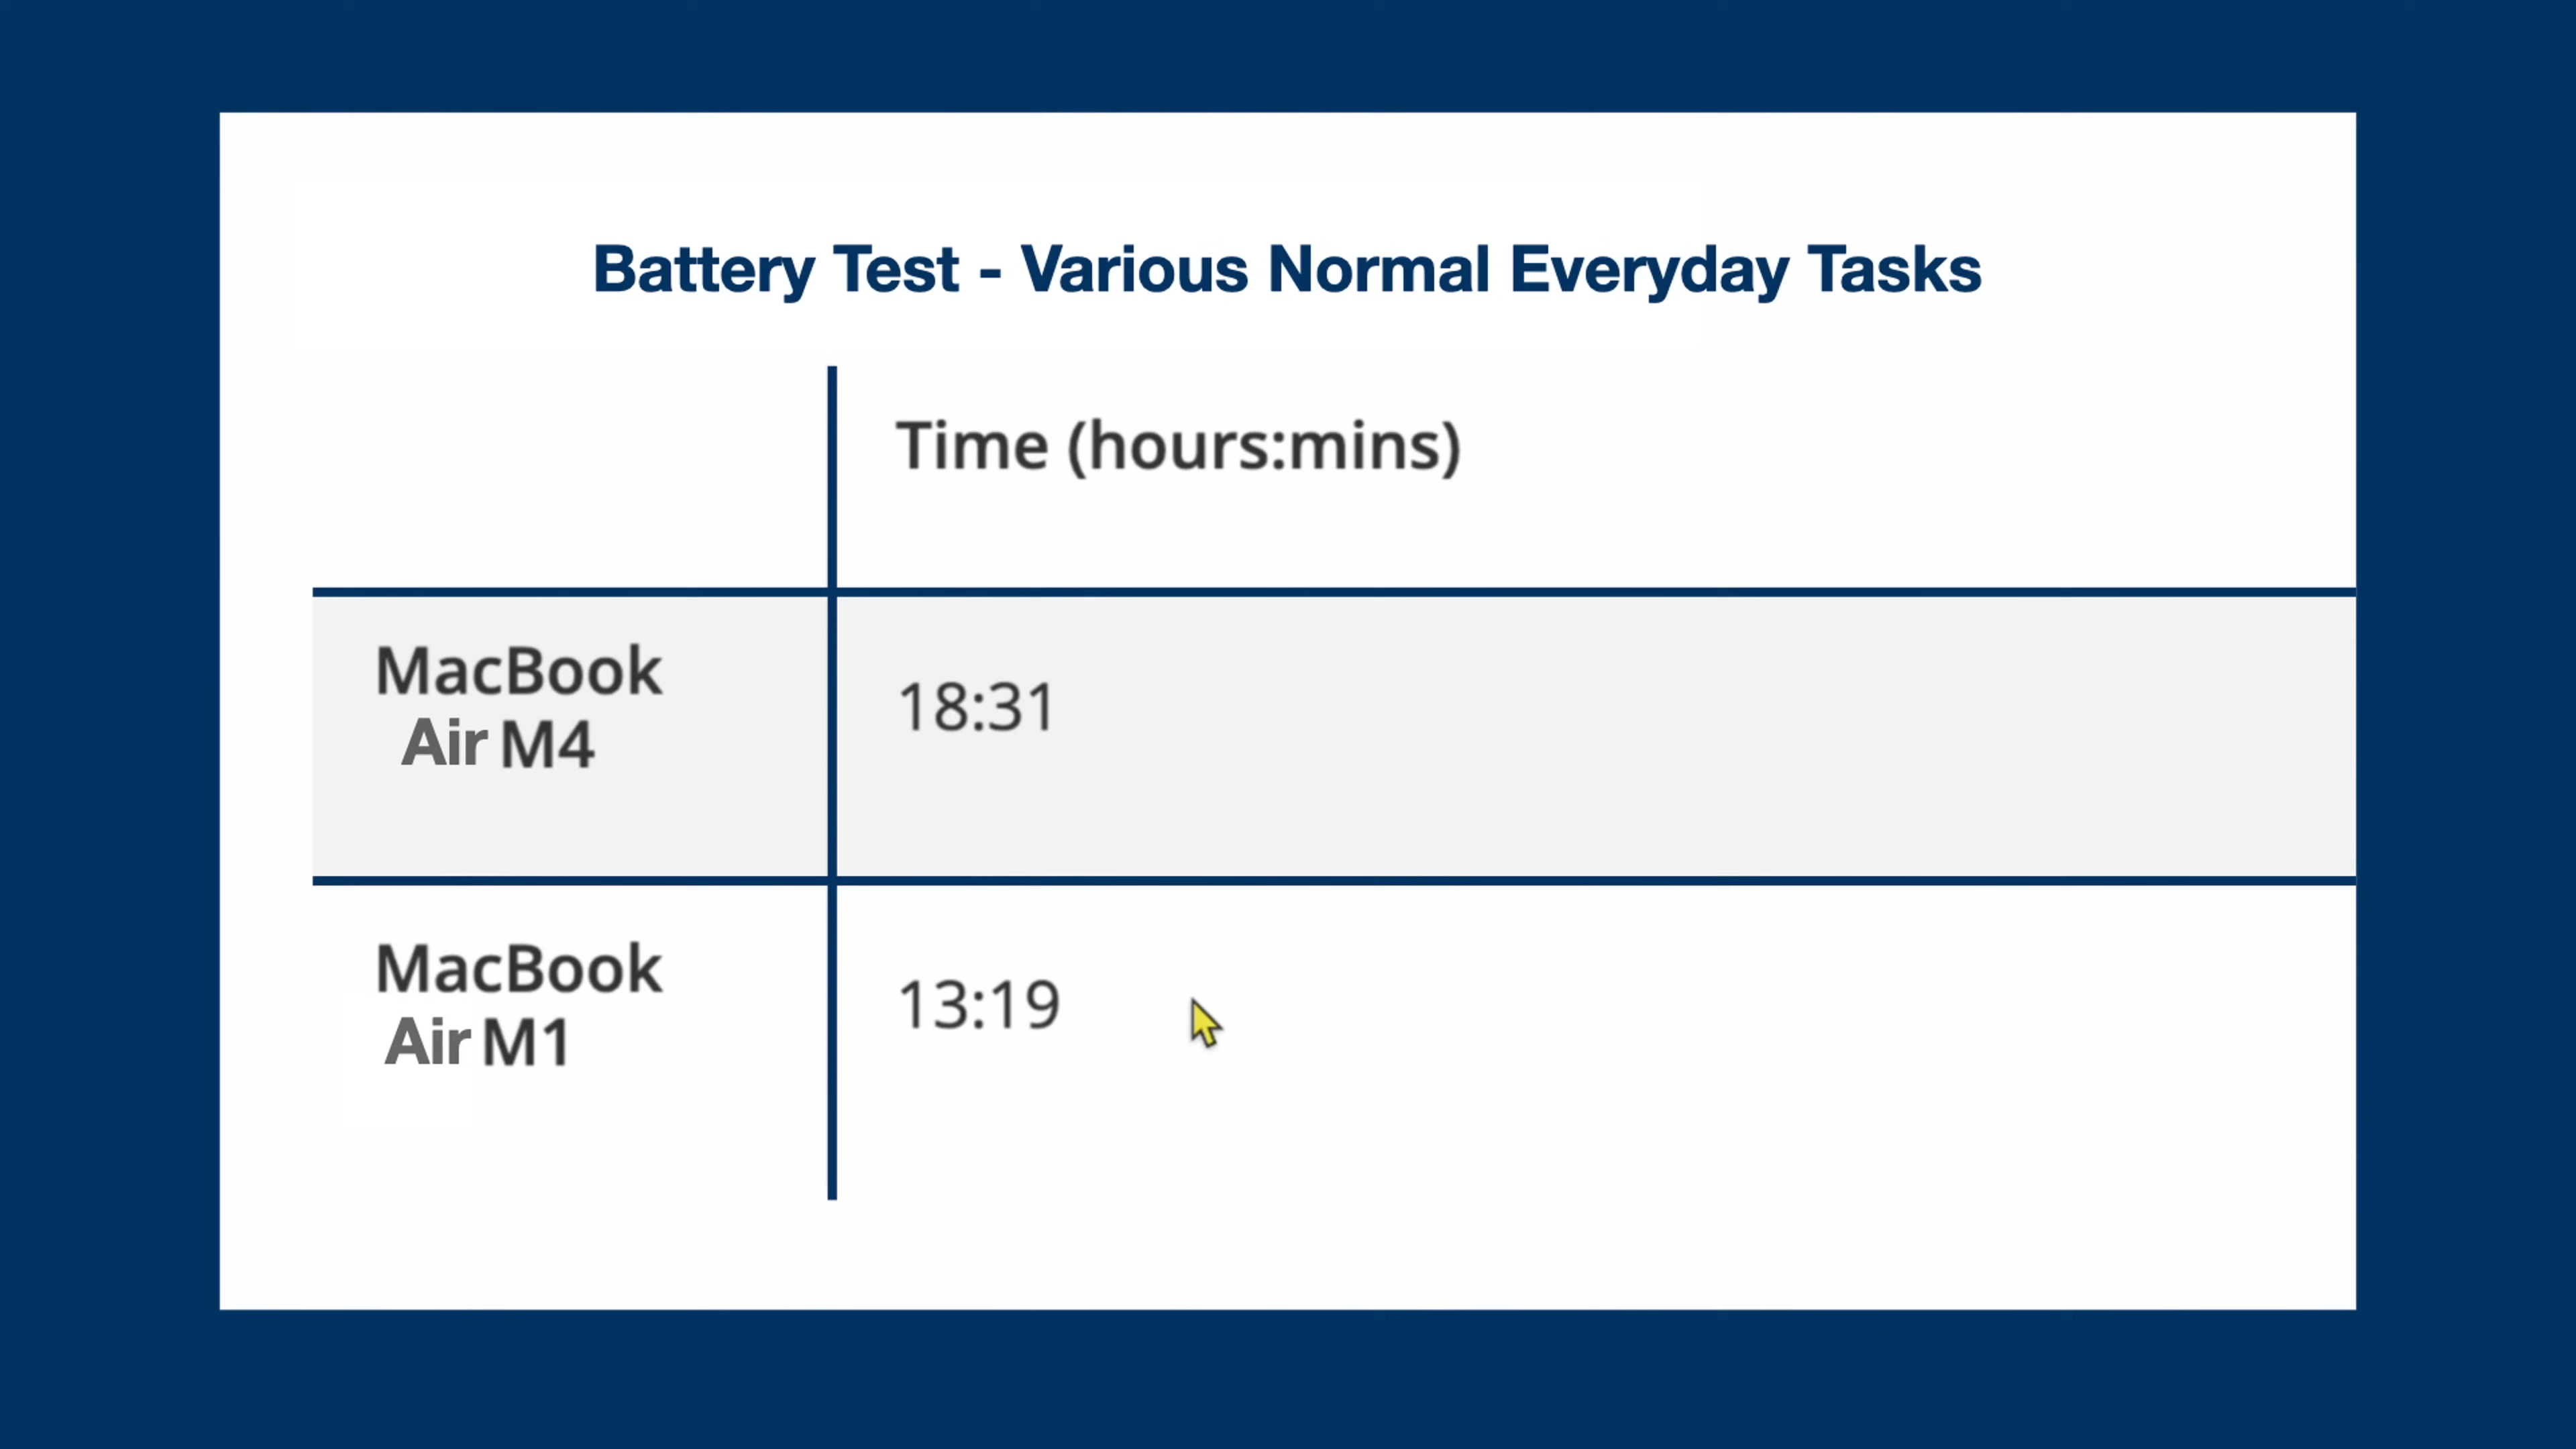 Battery Test - Various Normal Everyday Tasks
Time (hours:mins)
MacBook
Air M4
18:31
MacBook
Air M1
13:19